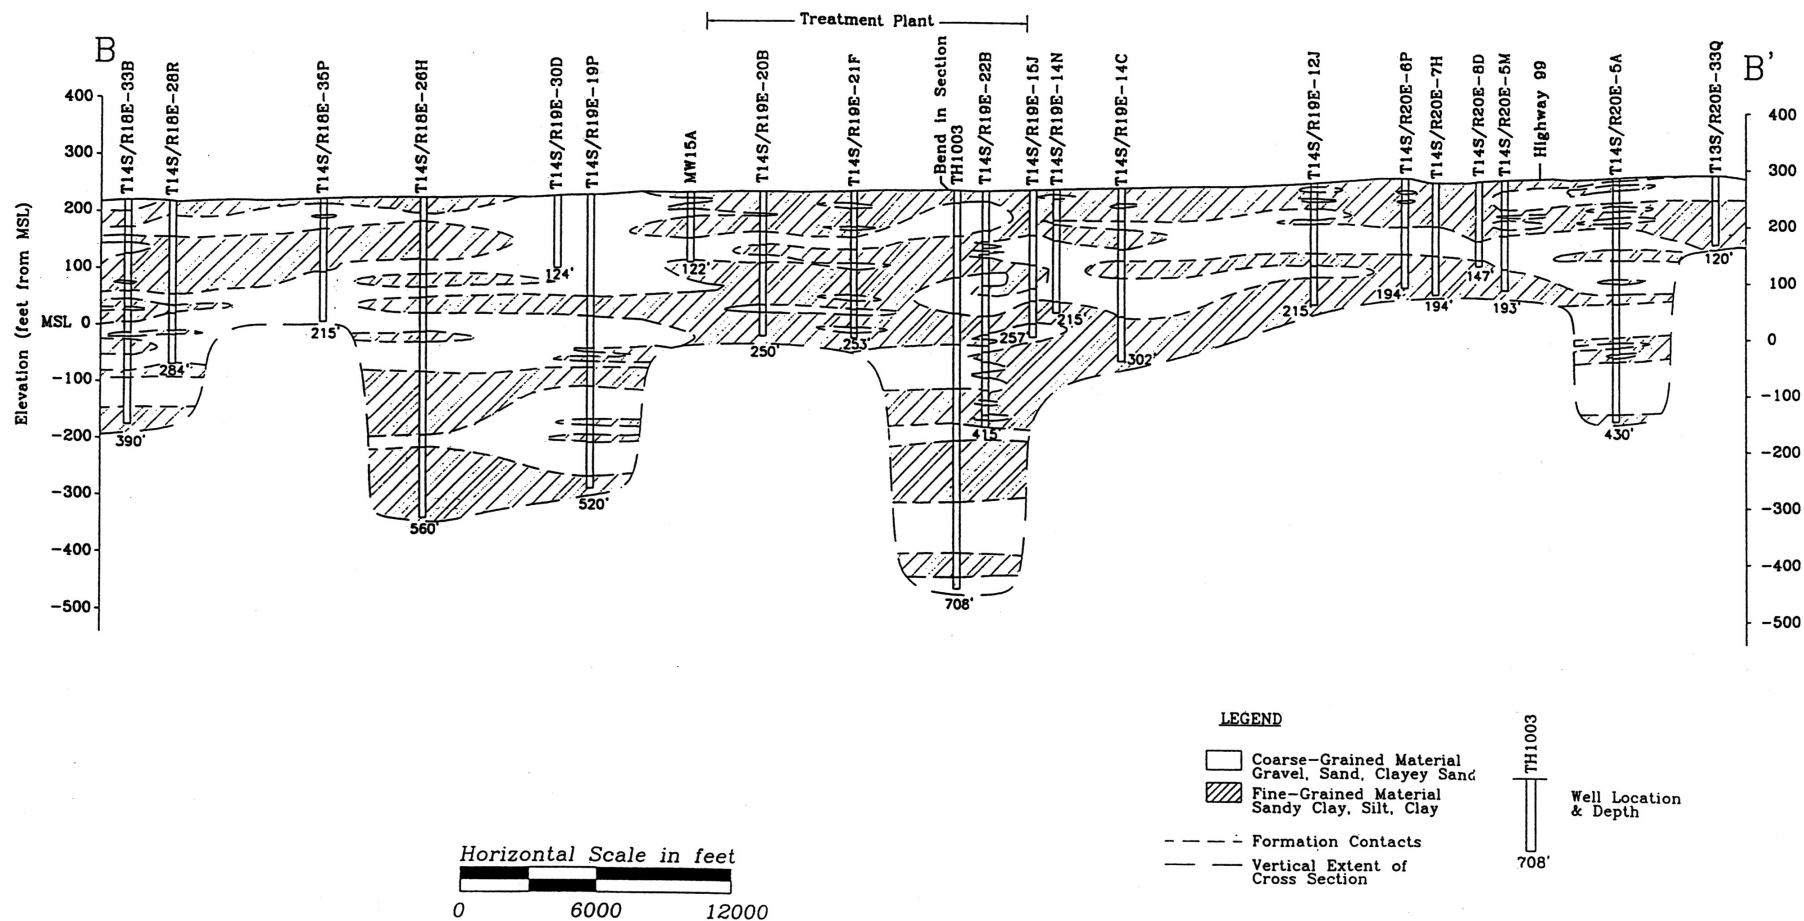 Treatment Plant
B
B'
T14S/R18E-33B
T14S/R18E-28R
T14S/R18E-35P
T14S/R18E-26H
T14S/R19E-30D
T14S/R19E-19P
MW15A
T14S/R19E-20B
T14S/R19E-21F
Bend in Section
TH1003
T14S/R19E-22B
T14S/R19E-15J
T14S/R19E-14N
T14S/R19E-14C
T14S/R19E-12J
T14S/R20E-6P
T14S/R20E-7H
T14S/R20E-8D
T14S/R20E-5M
Highway 99
T14S/R20E-5A
T13S/R20E-33Q
Elevation (feet from MSL)
400
300
200
100
MSL 0
-100
-200
-300
-400
-500
400
300
200
100
0
-100
-200
-300
-400
-500
390'
284'
215'
560'
124'
520'
122'
250'
253'
708'
415'
257'
215'
302'
215'
194'
194'
147'
193'
430'
120'
LEGEND
Coarse-Grained Material
Gravel, Sand, Clayey Sand
Fine-Grained Material
Sandy Clay, Silt, Clay
Formation Contacts
Vertical Extent of
Cross Section
TH1003
Well Location
& Depth
708'
Horizontal Scale in feet
0 6000 12000